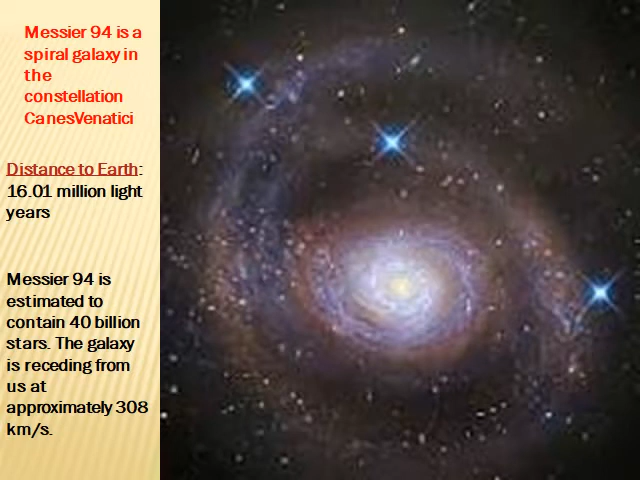 Messier 94 is a
spiral galaxy in
the
constellation
CanesVenatici
Distance to Earth:
16.01 million light
years
Messier 94 is
estimated to
contain 40 billion
stars. The galaxy
is receding from
us at
approximately 308
km/s.